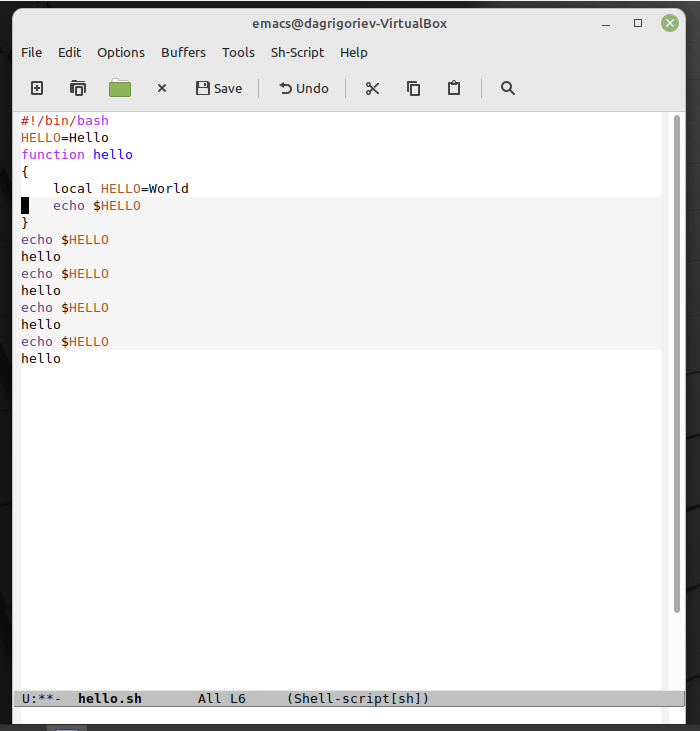 emacs@dagrigoriev-VirtualBox
File Edit Options Buffers Tools Sh-Script Help
Save Undo
#!/bin/bash
HELLO=Hello
function hello
{
    local HELLO=World
    echo $HELLO
}
echo $HELLO
hello
echo $HELLO
hello
echo $HELLO
hello
echo $HELLO
hello
U:**-  hello.sh       All L6     (Shell-script[sh])